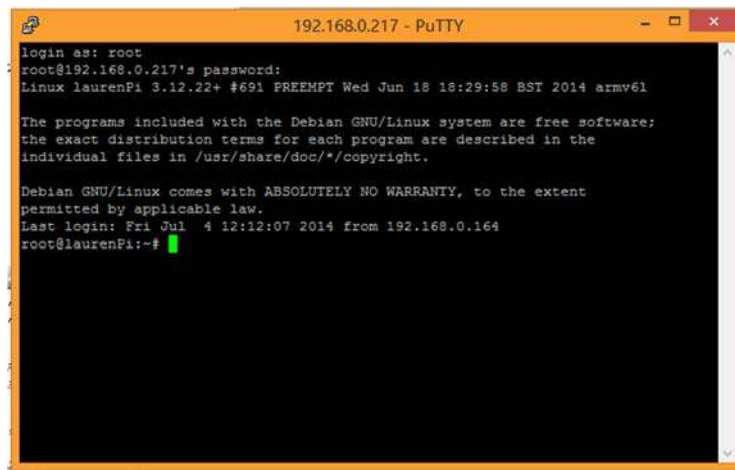 192.168.0.217 - PuTTY
login as: root
root@192.168.0.217's password:
Linux laurenPi 3.12.22+ #691 PREEMPT Wed Jun 18 18:29:58 BST 2014 armv6l

The programs included with the Debian GNU/Linux system are free software;
the exact distribution terms for each program are described in the
individual files in /usr/share/doc/*/copyright.

Debian GNU/Linux comes with ABSOLUTELY NO WARRANTY, to the extent
permitted by applicable law.
Last login: Fri Jul  4 12:12:07 2014 from 192.168.0.164
root@laurenPi:~#